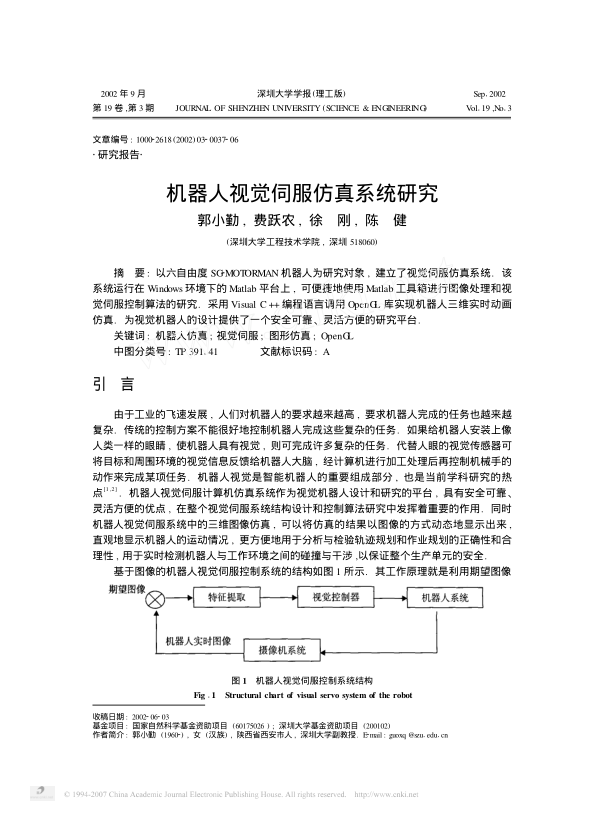 2002 年 9 月 深圳大学学报(理工版) Sep. 2002
第 19 卷, 第 3 期 JOURNAL OF SHENZHEN UNIVERSITY (SCIENCE & ENGINEERING) Vol. 19, No. 3
文章编号: 1000-2618(2002)03-0037-06
·研究报告·
机器人视觉伺服仿真系统研究
郭小勤, 费跃农, 徐 刚, 陈 健
(深圳大学工程技术学院, 深圳 518060)
摘 要: 以六自由度 SG-MOTORMAN 机器人为研究对象, 建立了视觉伺服仿真系统. 该
系统运行在 Windows 环境下的 Matlab 平台上, 可便捷地使用 Matlab 工具箱进行图像处理和视
觉伺服控制算法的研究. 采用 Visual C ++ 编程语言调用 OpenGL 库实现机器人三维实时动画
仿真. 为视觉机器人的设计提供了一个安全可靠、灵活方便的研究平台.
关键词: 机器人仿真; 视觉伺服; 图形仿真; OpenGL
中图分类号: TP 391. 41 文献标识码: A
引 言
由于工业的飞速发展, 人们对机器人的要求越来越高, 要求机器人完成的任务也越来越
复杂. 传统的控制方案不能很好地控制机器人完成这些复杂的任务. 如果给机器人安装上像
人类一样的眼睛, 使机器人具有视觉, 则可完成许多复杂的任务. 代替人眼的视觉传感器可
将目标和周围环境的视觉信息反馈给机器人大脑, 经计算机进行加工处理后再控制机械手的
动作来完成某项任务. 机器人视觉是智能机器人的重要组成部分, 也是当前学科研究的热
点[1,2]. 机器人视觉伺服计算机仿真系统作为视觉机器人设计和研究的平台, 具有安全可靠、
灵活方便的优点, 在整个视觉伺服系统结构设计和控制算法研究中发挥着重要的作用. 同时
机器人视觉伺服系统中的三维图像仿真, 可以将仿真的结果以图像的方式动态地显示出来,
直观地显示机器人的运动情况, 更方便地用于分析与检验轨迹规划和作业规划的正确性和合
理性, 用于实时检测机器人与工作环境之间的碰撞与干涉, 以保证整个生产单元的安全.
基于图像的机器人视觉伺服控制系统的结构如图 1 所示. 其工作原理就是利用期望图像
期望图像
特征提取 视觉控制器 机器人系统
机器人实时图像
摄像机系统
图 1 机器人视觉伺服控制系统结构
Fig. 1 Structural chart of visual servo system of the robot
收稿日期: 2002-06-03
基金项目: 国家自然科学基金资助项目 (60175026); 深圳大学基金资助项目 (200102)
作者简介: 郭小勤 (1960-), 女 (汉族), 陕西省西安市人, 深圳大学副教授. E-mail: guoxq @szu. edu. cn
© 1994-2007 China Academic Journal Electronic Publishing House. All rights reserved. http://www.cnki.net